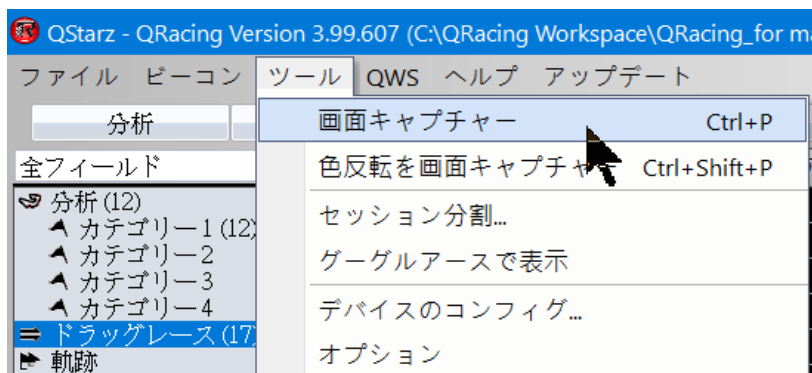 QStarz - QRacing Version 3.99.607 (C:\QRacing Workspace\QRacing_for
ファイル ビーコン ツール QWS ヘルプ アップデート
分析
画面キャプチャー Ctrl+P
全フィールド
色反転を画面キャプチャ Ctrl+Shift+P
分析 (12)
カテゴリー1 (12)
カテゴリー2
カテゴリー3
カテゴリー4
ドラッグレース (17
軌跡
セッション分割...
グーグルアースで表示
デバイスのコンフィグ...
オプション